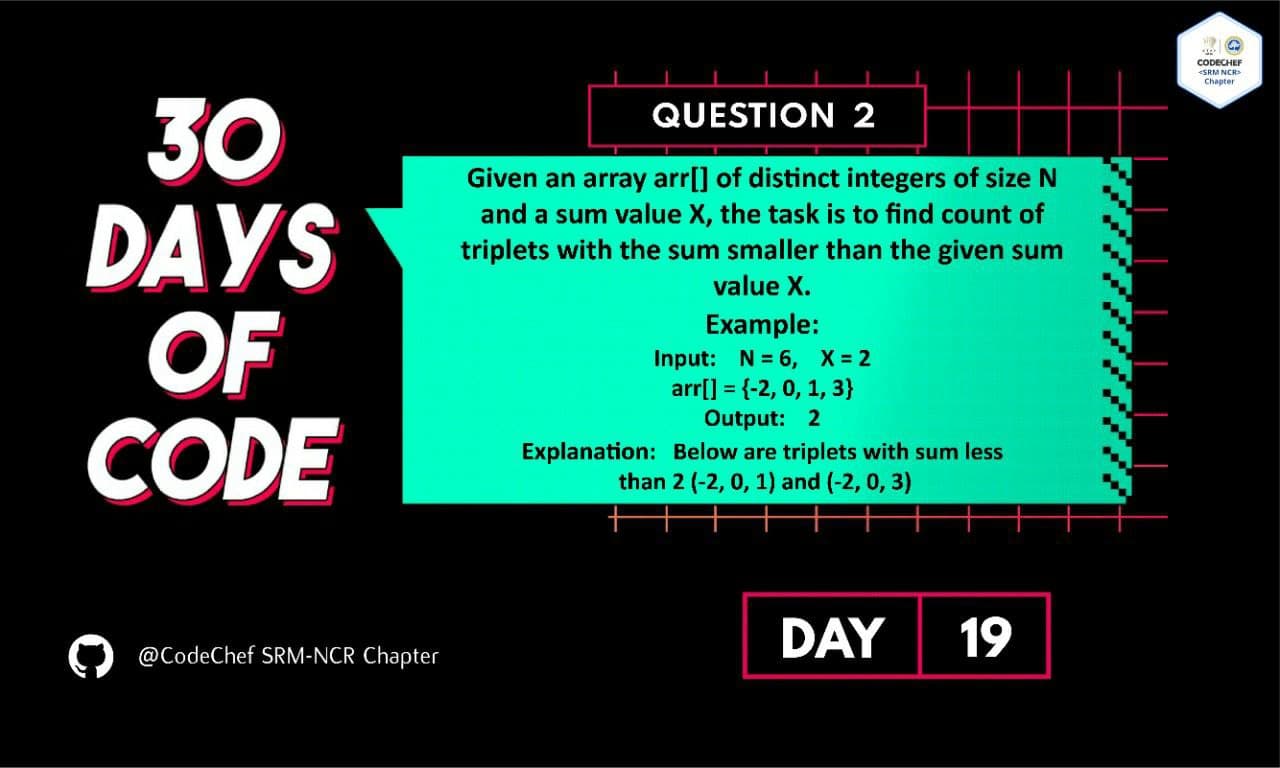 CODECHEF
<SRM NCR>
Chapter
30
DAYS
OF
CODE
QUESTION 2
Given an array arr[] of distinct integers of size N
and a sum value X, the task is to find count of
triplets with the sum smaller than the given sum
value X.
Example:
Input: N = 6, X = 2
arr[] = {-2, 0, 1, 3}
Output: 2
Explanation: Below are triplets with sum less
than 2 (-2, 0, 1) and (-2, 0, 3)
DAY 19
@CodeChef SRM-NCR Chapter